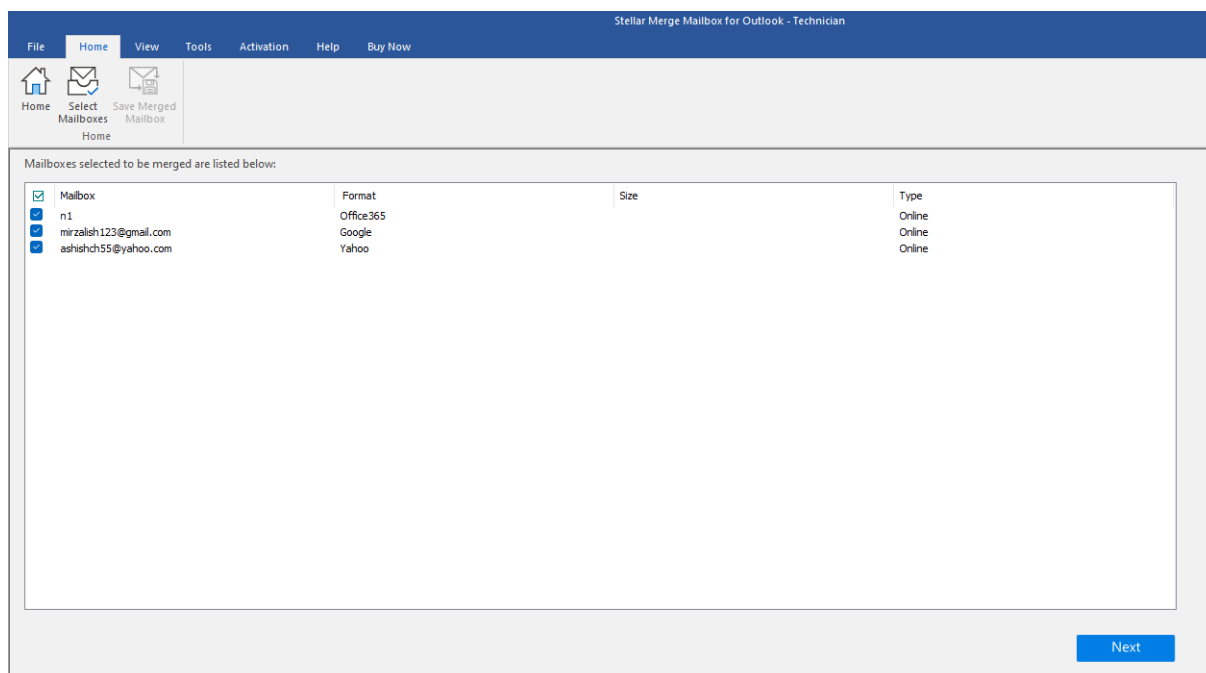 Stellar Merge Mailbox for Outlook - Technician
File Home View Tools Activation Help Buy Now
Home Select Mailboxes Save Merged Mailbox
Home
Mailboxes selected to be merged are listed below:
Mailbox Format Size Type
n1 Office365 Online
mirzalish123@gmail.com Google Online
ashishch55@yahoo.com Yahoo Online
Next